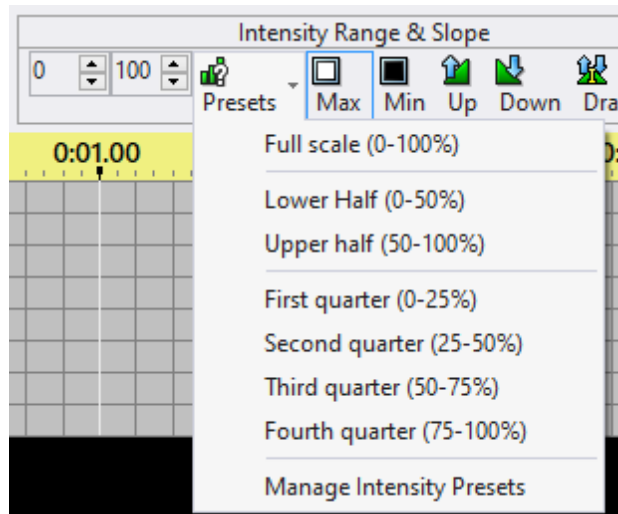 Intensity Range & Slope
0 100
Presets Max Min Up Down
0:01.00
Full scale (0-100%)
Lower Half (0-50%)
Upper half (50-100%)
First quarter (0-25%)
Second quarter (25-50%)
Third quarter (50-75%)
Fourth quarter (75-100%)
Manage Intensity Presets